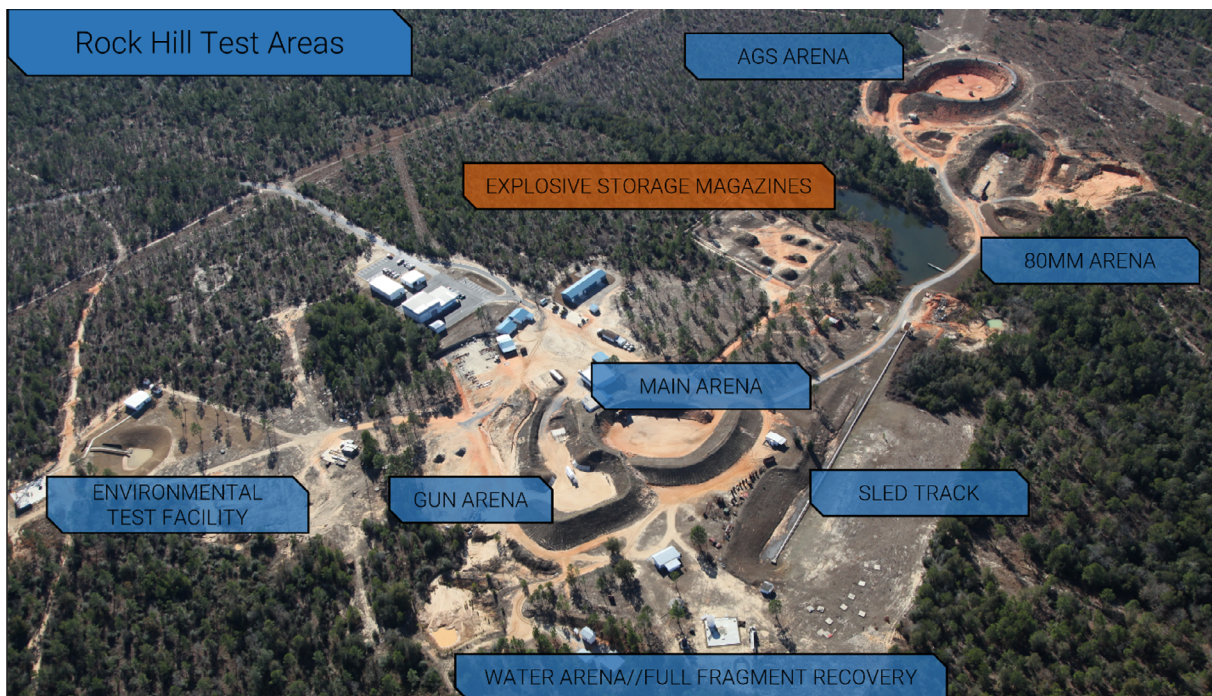 Rock Hill Test Areas
AGS ARENA
EXPLOSIVE STORAGE MAGAZINES
80MM ARENA
MAIN ARENA
ENVIRONMENTAL
TEST FACILITY
GUN ARENA
SLED TRACK
WATER ARENA//FULL FRAGMENT RECOVERY